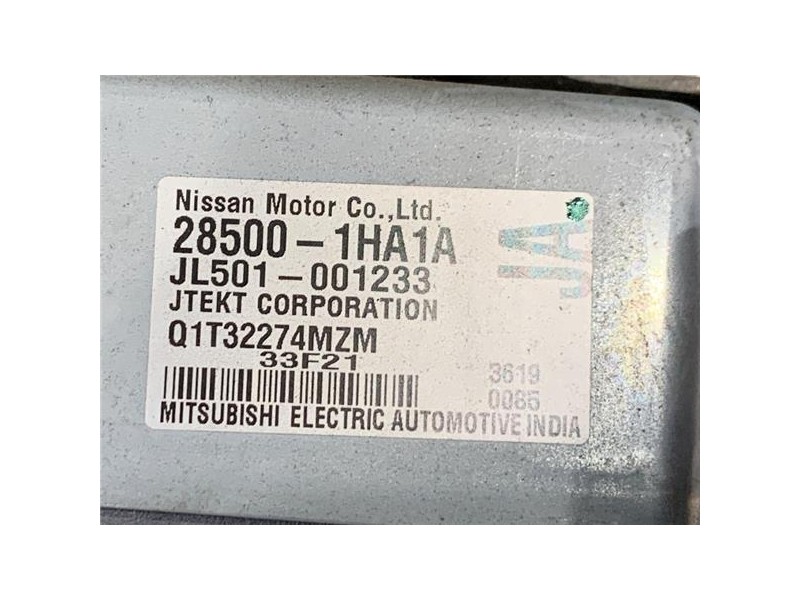 Nissan Motor Co.,Ltd.
28500-1HA1A
JL501-001233
JTEKT CORPORATION
Q1T32274MZM
33F21
3619
0085
MITSUBISHI ELECTRIC AUTOMOTIVE INDIA
JA